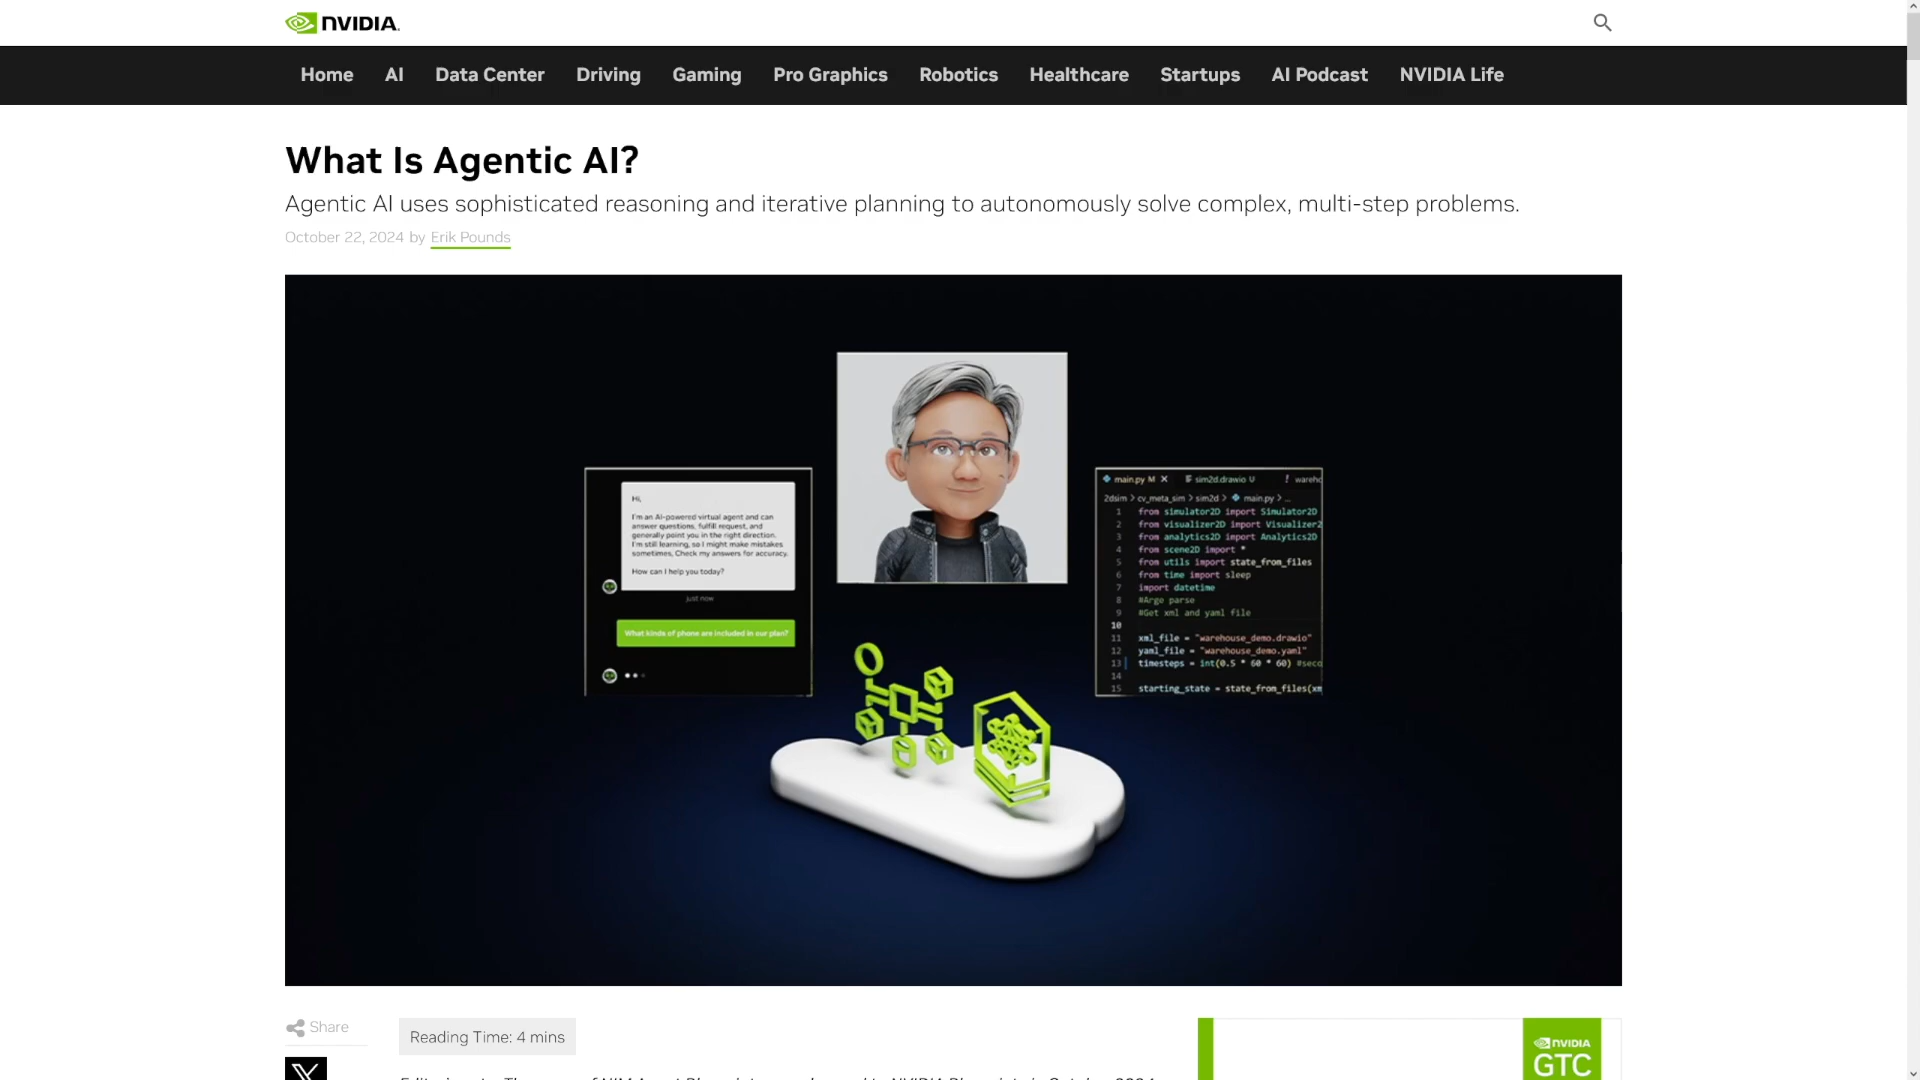 NVIDIA.
Home AI Data Center Driving Gaming Pro Graphics Robotics Healthcare Startups AI Podcast NVIDIA Life
What Is Agentic AI?
Agentic AI uses sophisticated reasoning and iterative planning to autonomously solve complex, multi-step problems.
October 22, 2024 by Erik Pounds
Hi,
I'm an AI-powered virtual agent and can
answer questions, fulfill request, and
generally point you in the right direction.
I'm still learning, so I might make mistakes
sometimes, Check my answers for accuracy.
How can I help you today?
just now
What kinds of phone are included in our plan?
main.py M X sim2d.drawio U ! wareho
2dsim > cv_meta_sim > sim2d > main.py > ...
1 from simulator2D import Simulator2D
2 from visualizer2D import Visualizer2
3 from analytics2D import Analytics2D
4 from scene2D import *
5 from utils import state_from_files
6 from time import sleep
7 import datetime
8 #Argo parse
9 #Get xml and yaml file
10
11 xml_file = "warehouse_demo.drawio"
12 yaml_file = "warehouse_demo.yaml"
13 timesteps = int(0.5 * 60 * 60) #seco
14
15 starting_state = state_from_files(xm
Share
Reading Time: 4 mins
NVIDIA
GTC